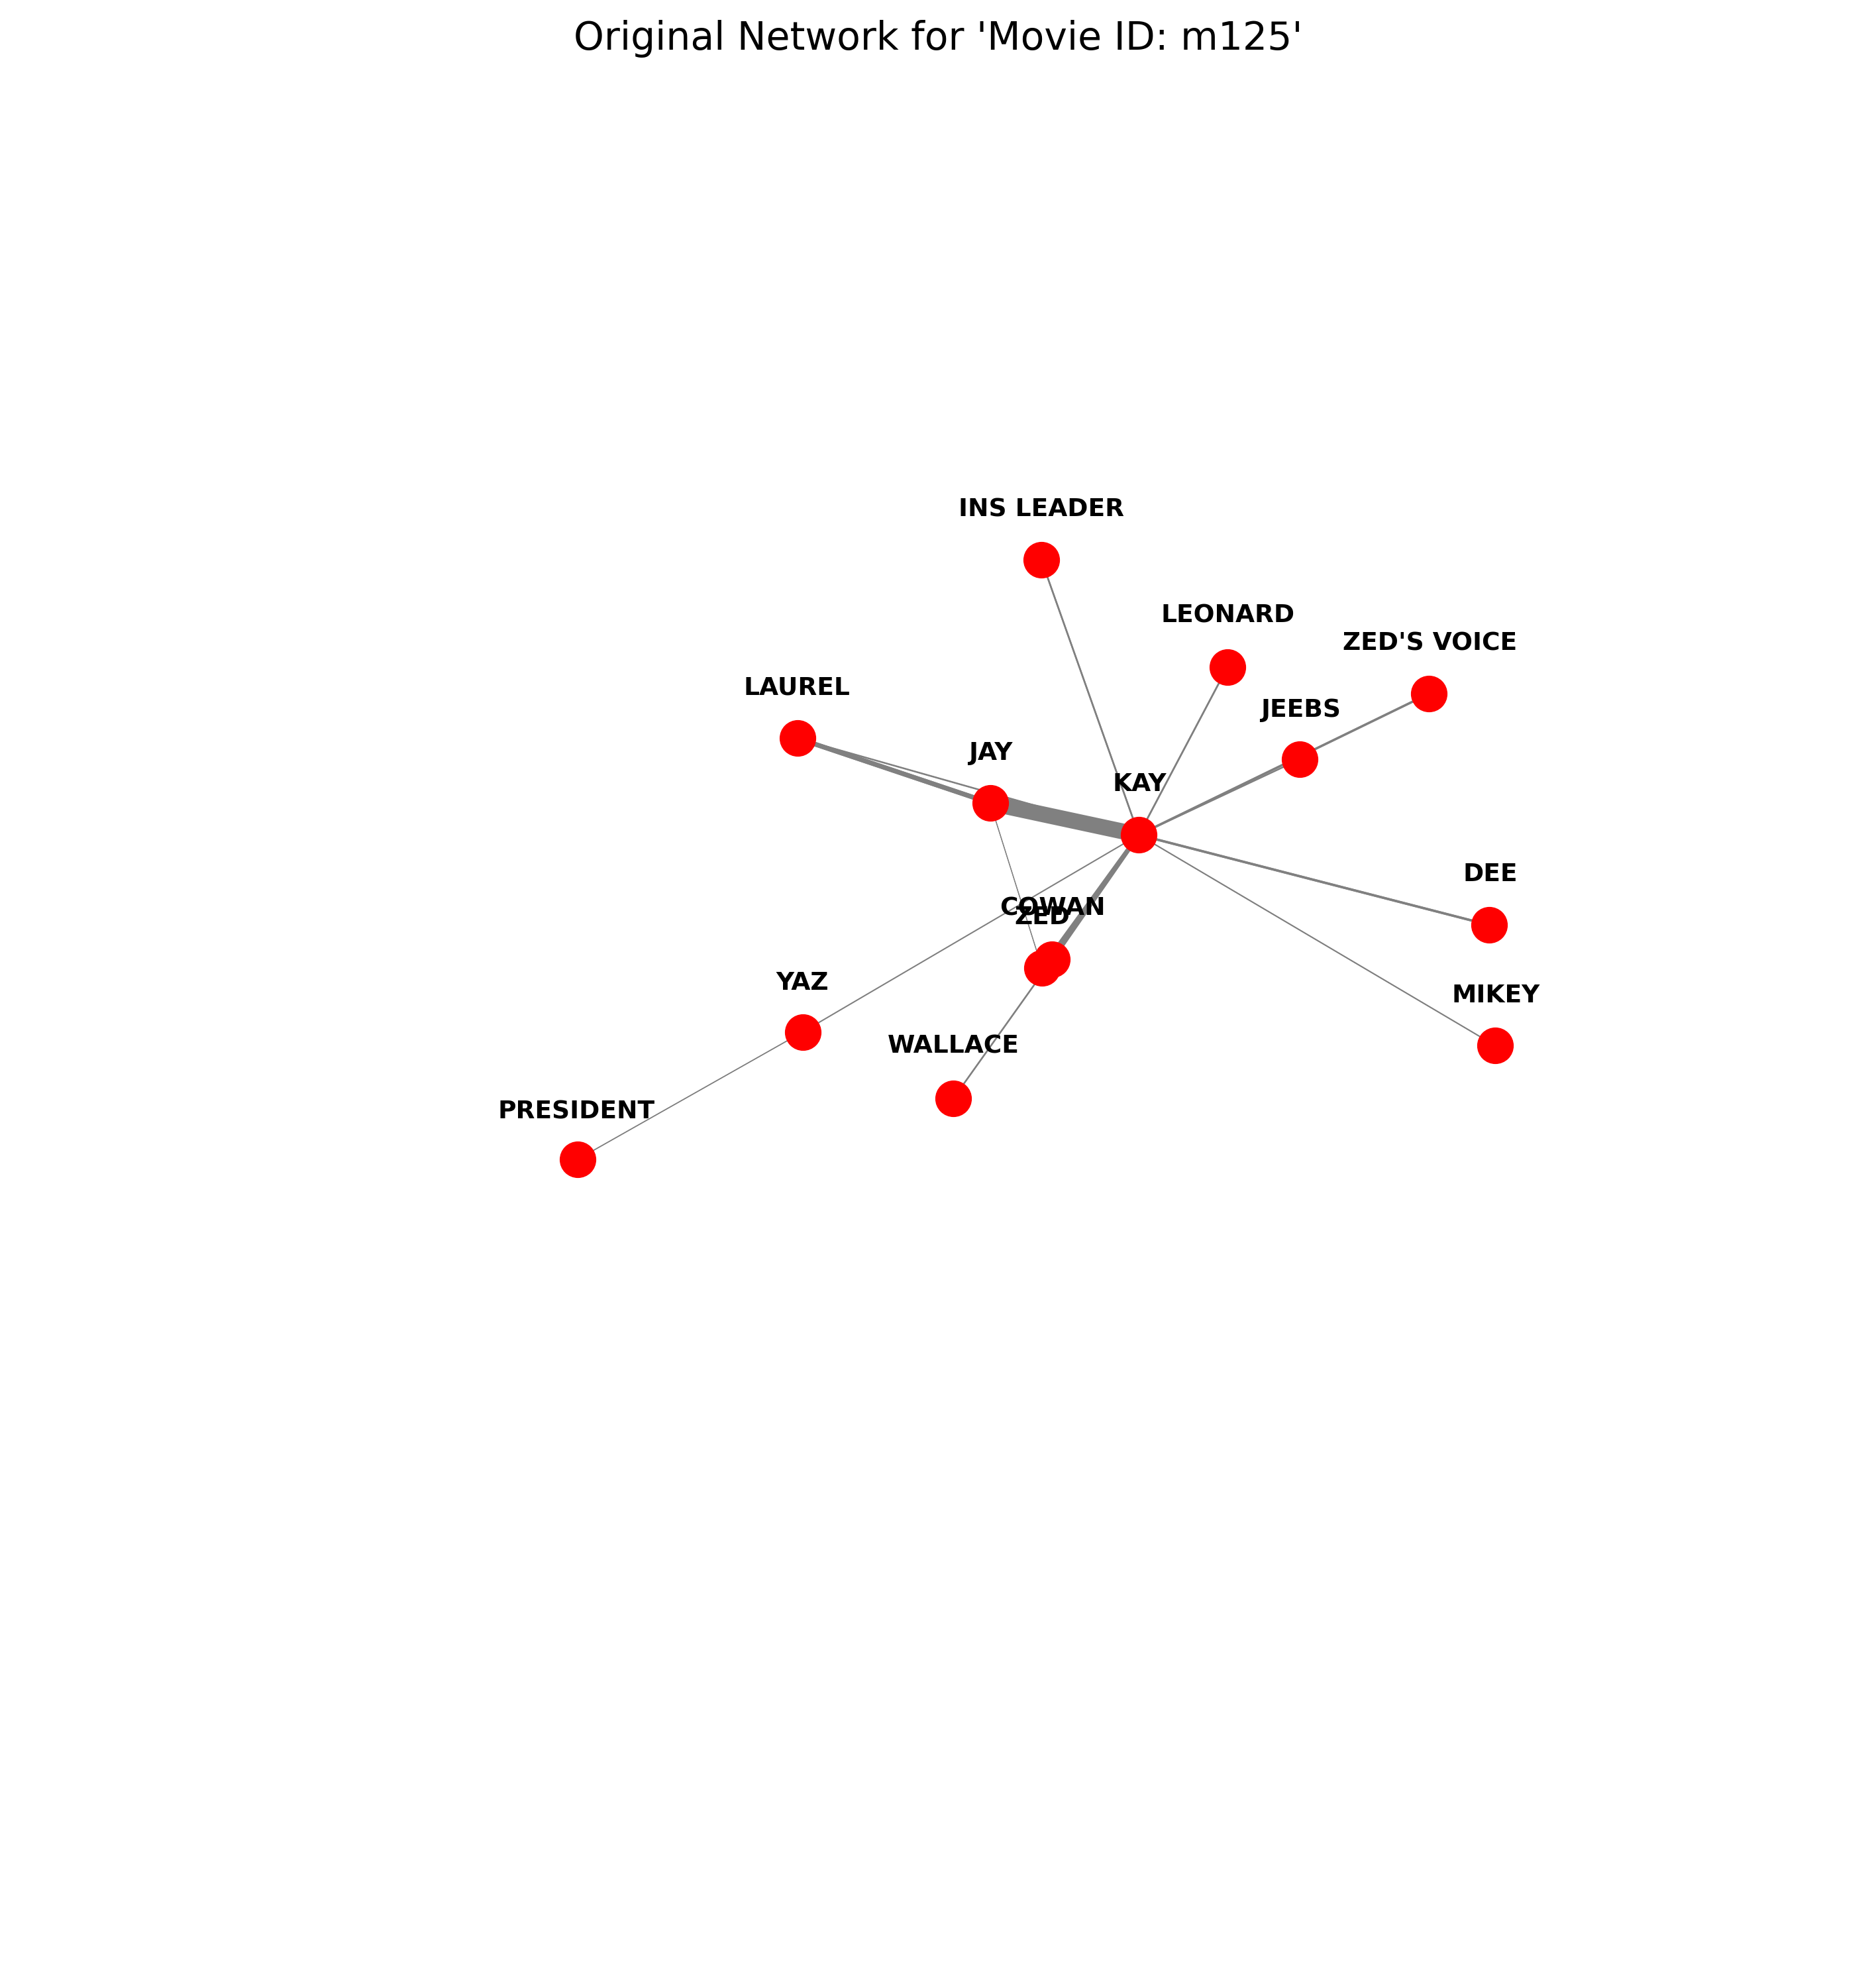 Original Network for 'Movie ID: m125'
INS LEADER
LEONARD
ZED'S VOICE
LAUREL
JEEBS
JAY
KAY
DEE
COWAN
ZED
YAZ
MIKEY
WALLACE
PRESIDENT